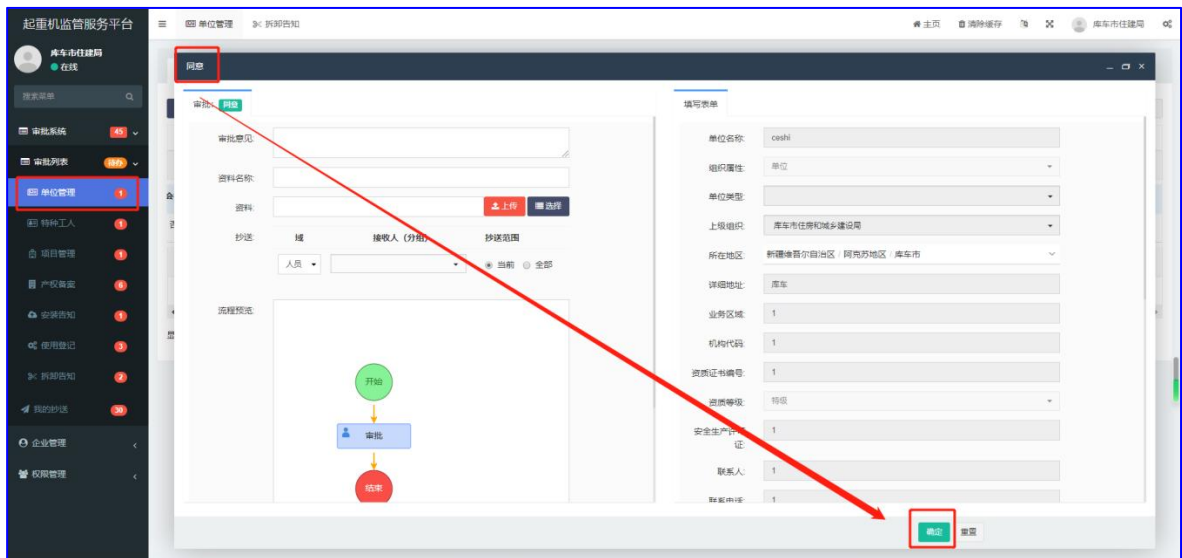 起重机监管服务平台
单位管理
拆卸告知
主页
清除缓存
库车市住建局
库车市住建局
在线
搜索菜单
审批系统
45
审批列表
待办
单位管理
1
特种工人
1
项目管理
1
产权备案
6
安装告知
1
使用登记
3
拆卸告知
2
我的抄送
30
企业管理
权限管理
同意
审批:
同意
审批意见:
资料名称:
资料:
上传
选择
抄送:
域
接收人(分组)
抄送范围
人员
当前
全部
流程预览:
开始
审批
结束
填写表单
单位名称:
ceshi
组织属性:
单位
单位类型:
上级组织:
库车市住房和城乡建设局
所在地区:
新疆维吾尔自治区 / 阿克苏地区 / 库车市
详细地址:
库车
业务区域:
1
机构代码:
1
资质证书编号:
1
资质等级:
特级
安全生产许可
证:
1
联系人:
1
联系电话:
1
确定
重置